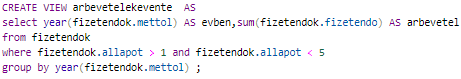 CREATE VIEW arbevetelekevente  AS
select year(fizetendok.mettol) AS evben,sum(fizetendok.fizetendo) AS arbevetel
from fizetendok
where fizetendok.allapot > 1 and fizetendok.allapot < 5
group by year(fizetendok.mettol) ;